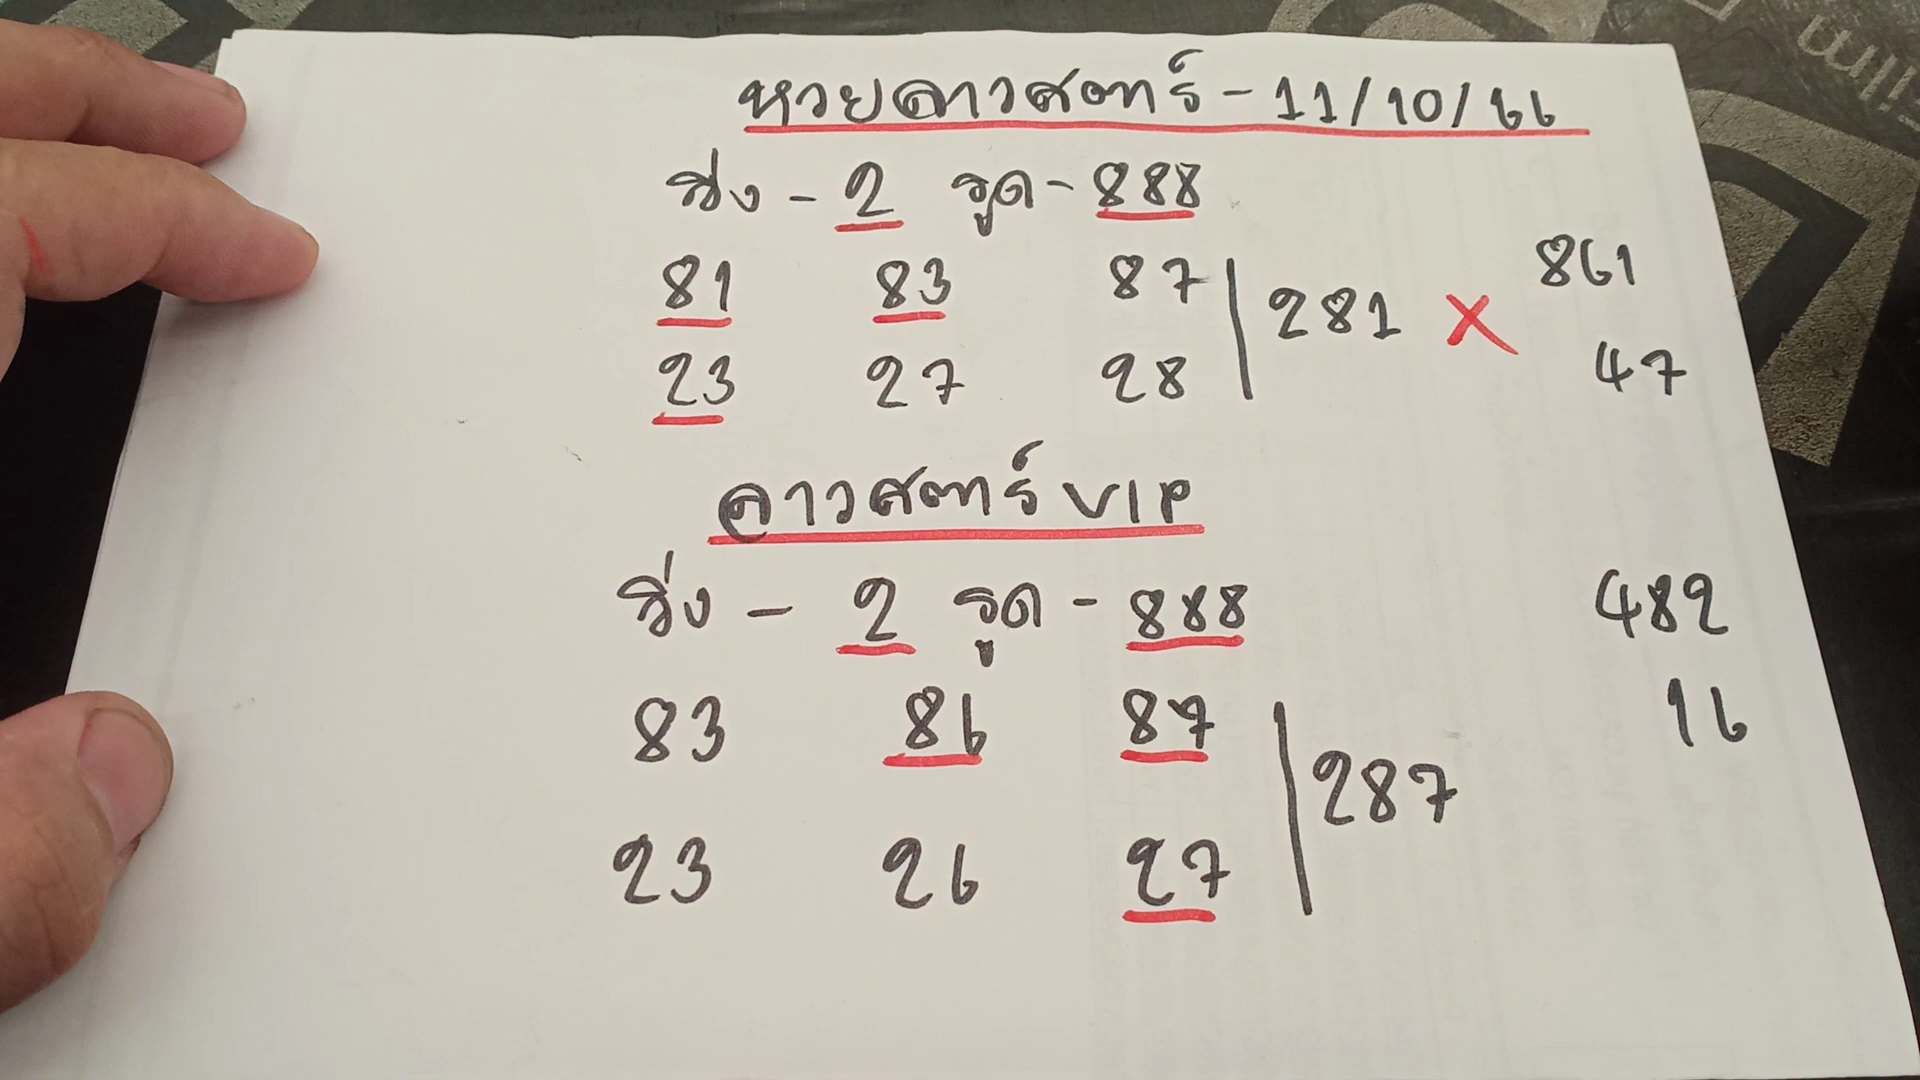 หวยลาวสตาร์ - 11/10/66
วิ่ง - 2 รูด - 888
81 83 87 281 X 861
23 27 28 47
ลาวสตาร์ VIP
วิ่ง - 2 รูด - 888 482
83 86 87 287 16
23 26 27